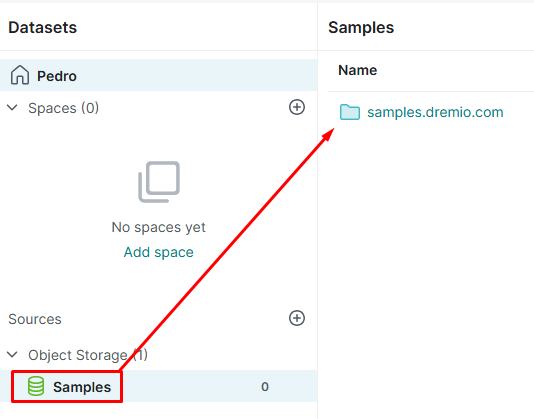 Datasets
Pedro
Spaces (0)
No spaces yet
Add space
Sources
Object Storage (1)
Samples 0
Samples
Name
samples.dremio.com